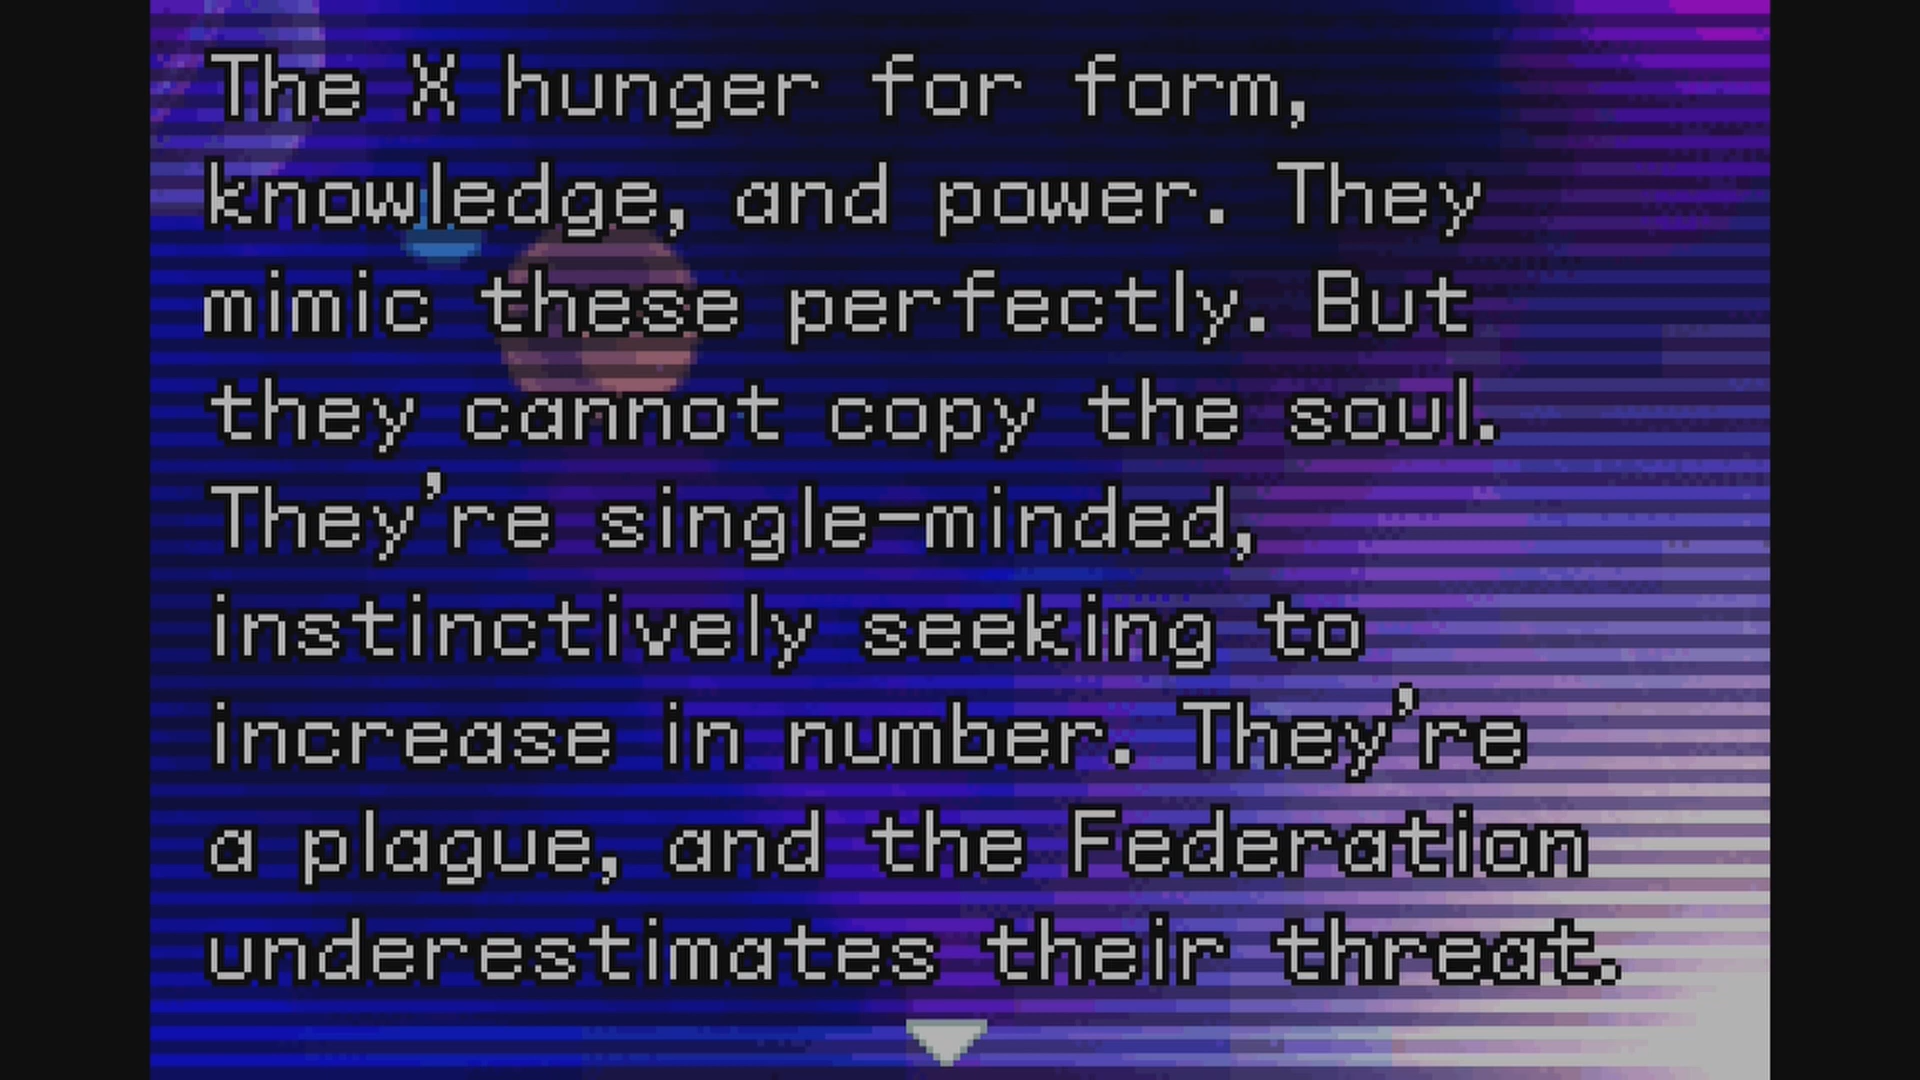 The X hunger for form,
knowledge, and power. They
mimic these perfectly. But
they cannot copy the soul.
They're single-minded,
instinctively seeking to
increase in number. They're
a plague, and the Federation
underestimates their threat.